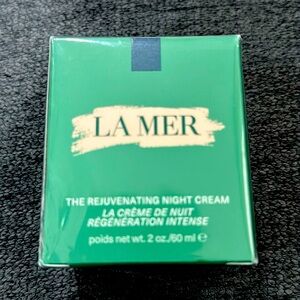 LA MER
THE REJUVENATING NIGHT CREAM
LA CRÈME DE NUIT
RÉGÉNÉRATION INTENSE
poids net wt. 2 oz./60 ml ℮